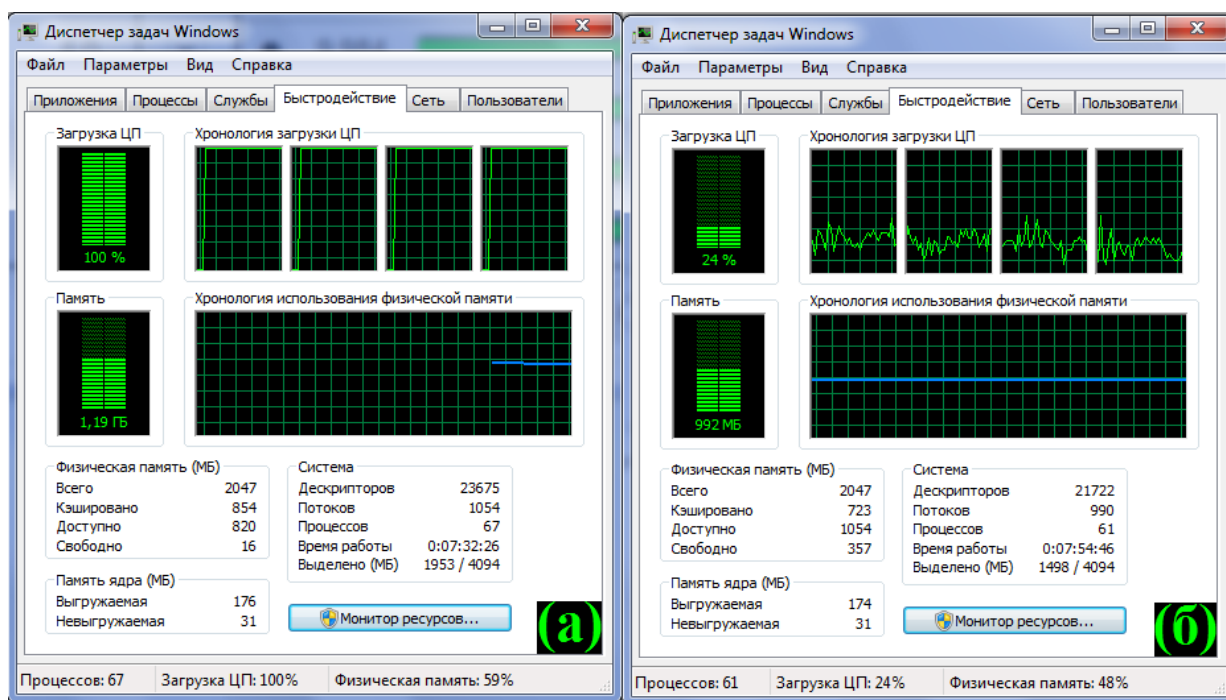 Диспетчер задач Windows
Файл Параметры Вид Справка
Приложения Процессы Службы Быстродействие Сеть Пользователи
Загрузка ЦП Хронология загрузки ЦП
100 %
Память Хронология использования физической памяти
1,19 ГБ
Физическая память (МБ) Система
Всего 2047 Дескрипторов 23675
Кэшировано 854 Потоков 1054
Доступно 820 Процессов 67
Свободно 16 Время работы 0:07:32:26
Выделено (МБ) 1953 / 4094
Память ядра (МБ)
Выгружаемая 176
Невыгружаемая 31
Монитор ресурсов...
(а)
Процессов: 67 Загрузка ЦП: 100% Физическая память: 59%
Диспетчер задач Windows
Файл Параметры Вид Справка
Приложения Процессы Службы Быстродействие Сеть Пользователи
Загрузка ЦП Хронология загрузки ЦП
24 %
Память Хронология использования физической памяти
992 МБ
Физическая память (МБ) Система
Всего 2047 Дескрипторов 21722
Кэшировано 723 Потоков 990
Доступно 1054 Процессов 61
Свободно 357 Время работы 0:07:54:46
Выделено (МБ) 1498 / 4094
Память ядра (МБ)
Выгружаемая 174
Невыгружаемая 31
Монитор ресурсов...
(б)
Процессов: 61 Загрузка ЦП: 24% Физическая память: 48%